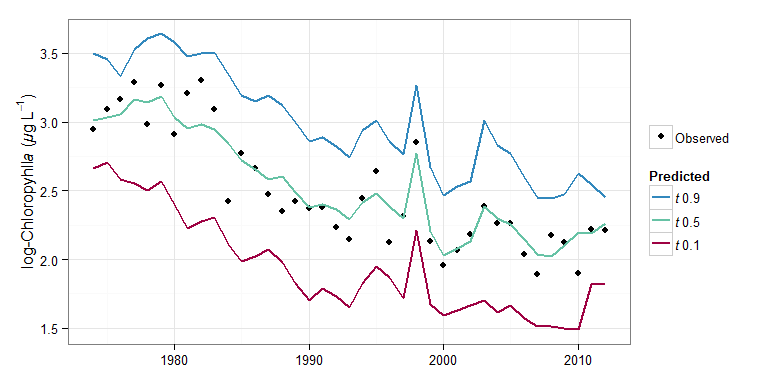 log-Chloropyhlla (µg.L⁻¹)
3.5
3.0
2.5
2.0
1.5
1980
1990
2000
2010
Observed
Predicted
t 0.9
t 0.5
t 0.1